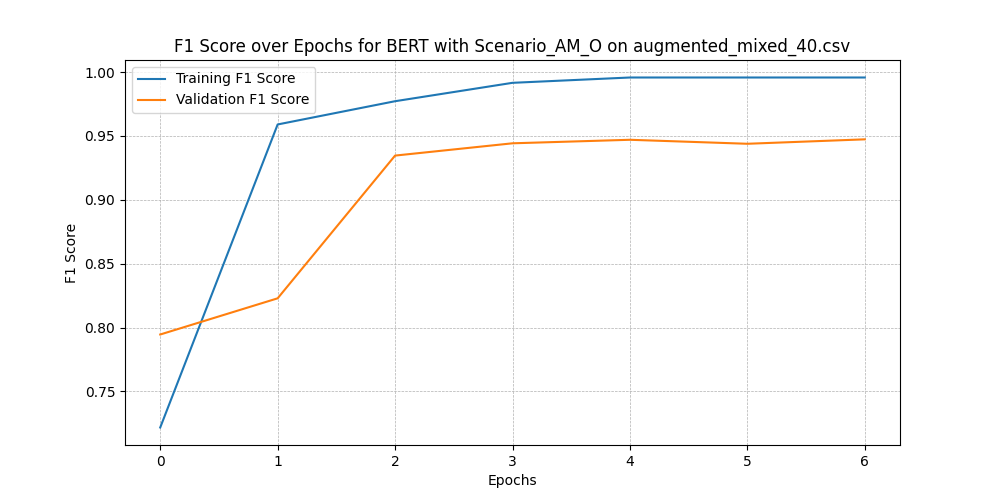 F1 Score over Epochs for BERT with Scenario_AM_O on augmented_mixed_40.csv
Training F1 Score
Validation F1 Score
1.00
0.95
0.90
0.85
0.80
0.75
F1 Score
0 1 2 3 4 5 6
Epochs